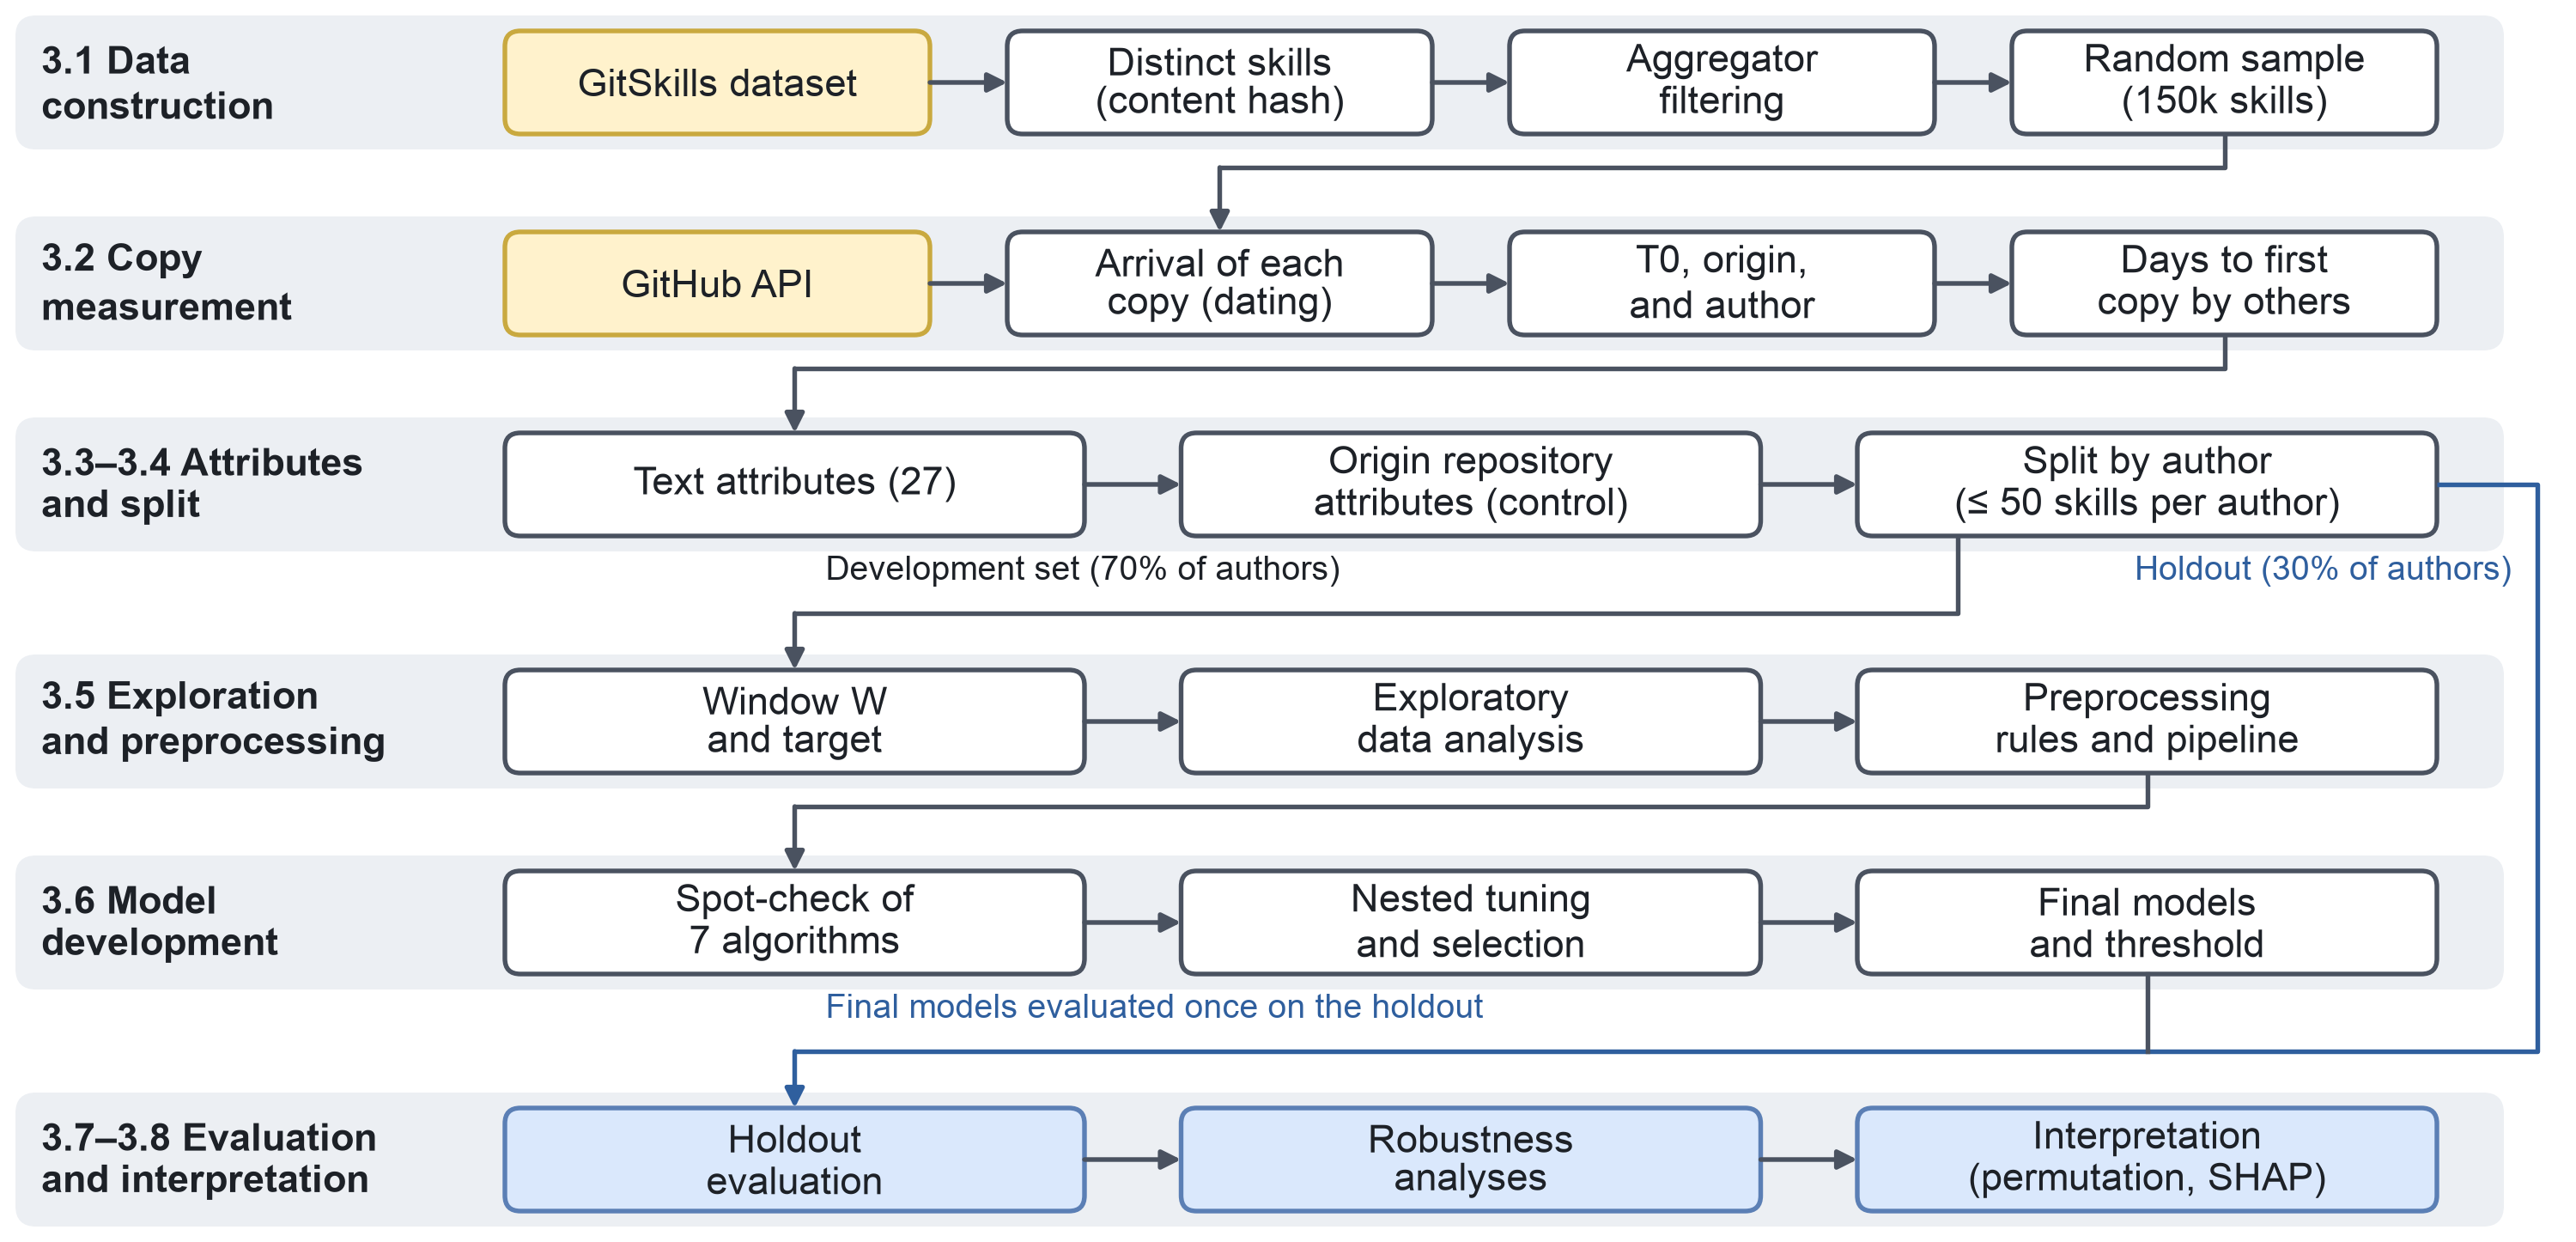 3.1 Data
construction
GitSkills dataset
Distinct skills
(content hash)
Aggregator
filtering
Random sample
(150k skills)
3.2 Copy
measurement
GitHub API
Arrival of each
copy (dating)
T0, origin,
and author
Days to first
copy by others
3.3–3.4 Attributes
and split
Text attributes (27)
Origin repository
attributes (control)
Split by author
(≤ 50 skills per author)
Development set (70% of authors)
Holdout (30% of authors)
3.5 Exploration
and preprocessing
Window W
and target
Exploratory
data analysis
Preprocessing
rules and pipeline
3.6 Model
development
Spot-check of
7 algorithms
Nested tuning
and selection
Final models
and threshold
Final models evaluated once on the holdout
3.7–3.8 Evaluation
and interpretation
Holdout
evaluation
Robustness
analyses
Interpretation
(permutation, SHAP)